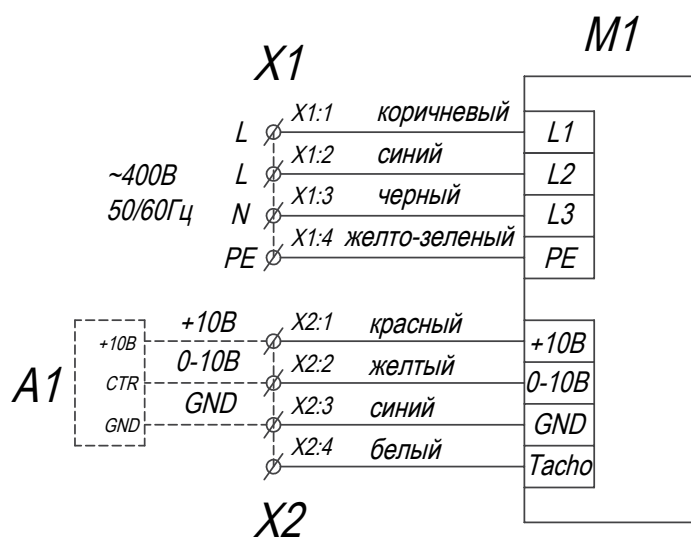 M1
X1
L X1:1 коричневый L1
~400В L X1:2 синий L2
50/60Гц N X1:3 черный L3
PE X1:4 желто-зеленый PE
+10В +10В X2:1 красный +10В
A1 CTR 0-10В X2:2 желтый 0-10В
GND GND X2:3 синий GND
X2:4 белый Tacho
X2